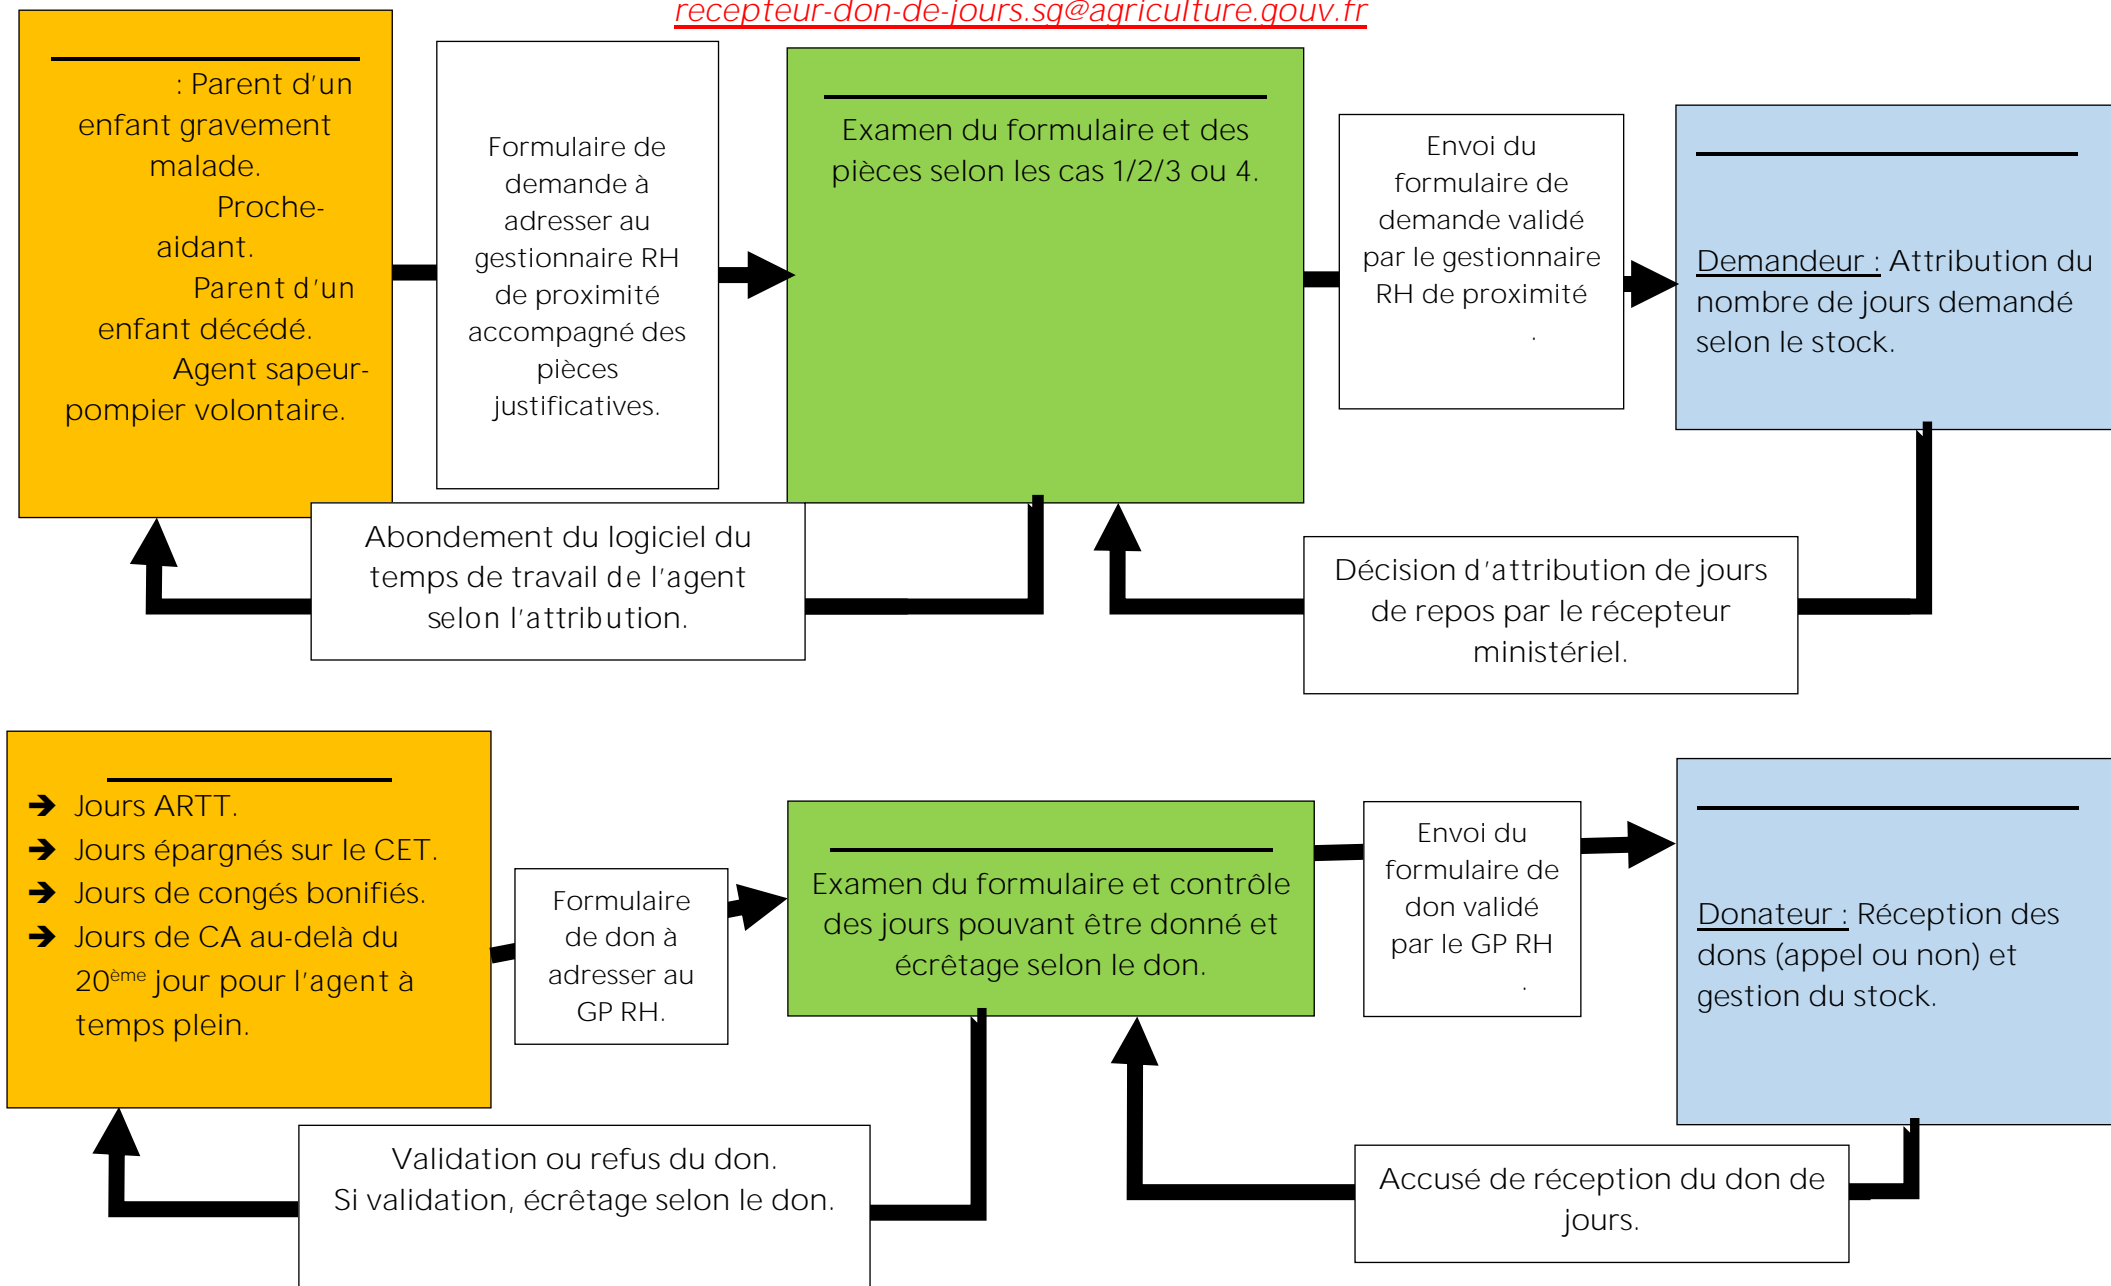 recepteur-don-de-jours.sg@agriculture.gouv.fr
: Parent d'un
enfant gravement
malade.
Proche-
aidant.
Parent d'un
enfant décédé.
Agent sapeur-
pompier volontaire.
Formulaire de
demande à
adresser au
gestionnaire RH
de proximité
accompagné des
pièces
justificatives.
Examen du formulaire et des
pièces selon les cas 1/2/3 ou 4.
Envoi du
formulaire de
demande validé
par le gestionnaire
RH de proximité
.
Demandeur : Attribution du
nombre de jours demandé
selon le stock.
Abondement du logiciel du
temps de travail de l'agent
selon l'attribution.
Décision d'attribution de jours
de repos par le récepteur
ministériel.
➔ Jours ARTT.
➔ Jours épargnés sur le CET.
➔ Jours de congés bonifiés.
➔ Jours de CA au-delà du
20ème jour pour l'agent à
temps plein.
Formulaire
de don à
adresser au
GP RH.
Examen du formulaire et contrôle
des jours pouvant être donné et
écrêtage selon le don.
Envoi du
formulaire de
don validé
par le GP RH
.
Donateur : Réception des
dons (appel ou non) et
gestion du stock.
Validation ou refus du don.
Si validation, écrêtage selon le don.
Accusé de réception du don de
jours.